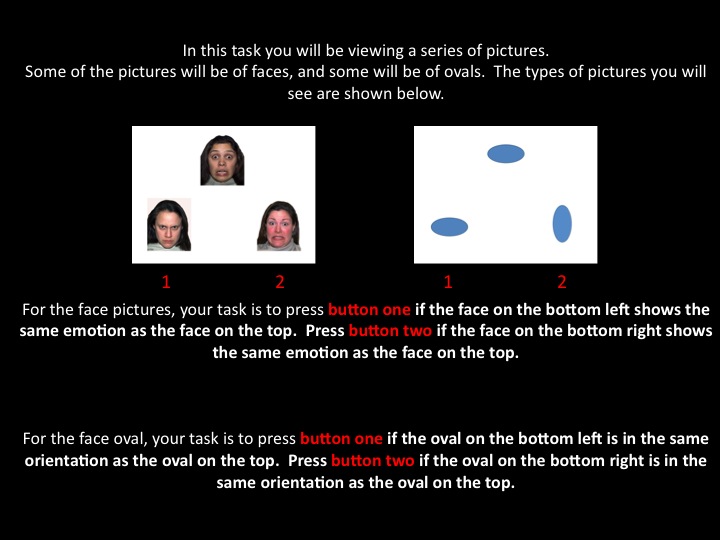 In this task you will be viewing a series of pictures.
Some of the pictures will be of faces, and some will be of ovals.  The types of pictures you will
see are shown below.
1 2 1 2
For the face pictures, your task is to press button one if the face on the bottom left shows the
same emotion as the face on the top.  Press button two if the face on the bottom right shows
the same emotion as the face on the top.
For the face oval, your task is to press button one if the oval on the bottom left is in the same
orientation as the oval on the top.  Press button two if the oval on the bottom right is in the
same orientation as the oval on the top.